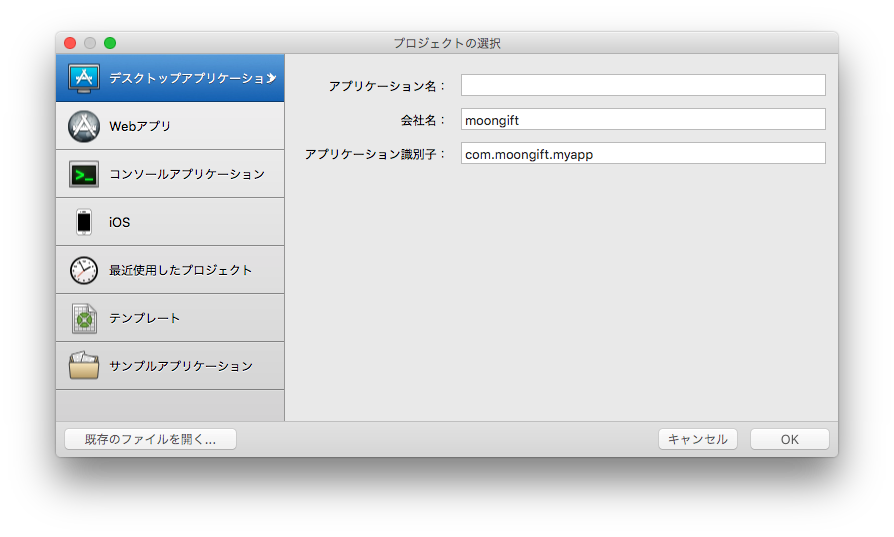 プロジェクトの選択
デスクトップアプリケーション
Webアプリ
コンソールアプリケーション
iOS
最近使用したプロジェクト
テンプレート
サンプルアプリケーション
アプリケーション名：
会社名： moongift
アプリケーション識別子： com.moongift.myapp
既存のファイルを開く... キャンセル OK